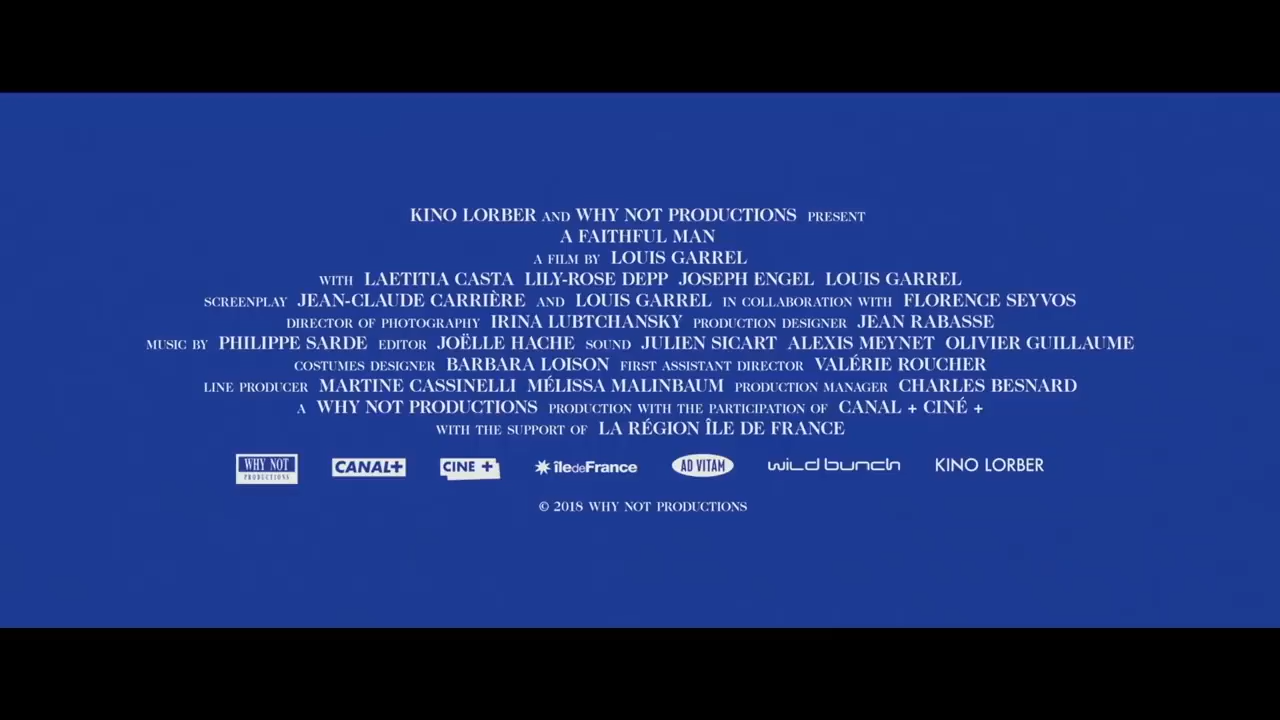 KINO LORBER AND WHY NOT PRODUCTIONS PRESENT
A FAITHFUL MAN
A FILM BY LOUIS GARREL
WITH LAETITIA CASTA LILY-ROSE DEPP JOSEPH ENGEL LOUIS GARREL
SCREENPLAY JEAN-CLAUDE CARRIÈRE AND LOUIS GARREL IN COLLABORATION WITH FLORENCE SEYVOS
DIRECTOR OF PHOTOGRAPHY IRINA LUBTCHANSKY PRODUCTION DESIGNER JEAN RABASSE
MUSIC BY PHILIPPE SARDE EDITOR JOËLLE HACHE SOUND JULIEN SICART ALEXIS MEYNET OLIVIER GUILLAUME
COSTUMES DESIGNER BARBARA LOISON FIRST ASSISTANT DIRECTOR VALÉRIE ROUCHER
LINE PRODUCER MARTINE CASSINELLI MÉLISSA MALINBAUM PRODUCTION MANAGER CHARLES BESNARD
A WHY NOT PRODUCTIONS PRODUCTION WITH THE PARTICIPATION OF CANAL + CINÉ +
WITH THE SUPPORT OF LA RÉGION ÎLE DE FRANCE
WHY NOT PRODUCTIONS CANAL+ CINE + îledeFrance AD VITAM wild bunch KINO LORBER
© 2018 WHY NOT PRODUCTIONS